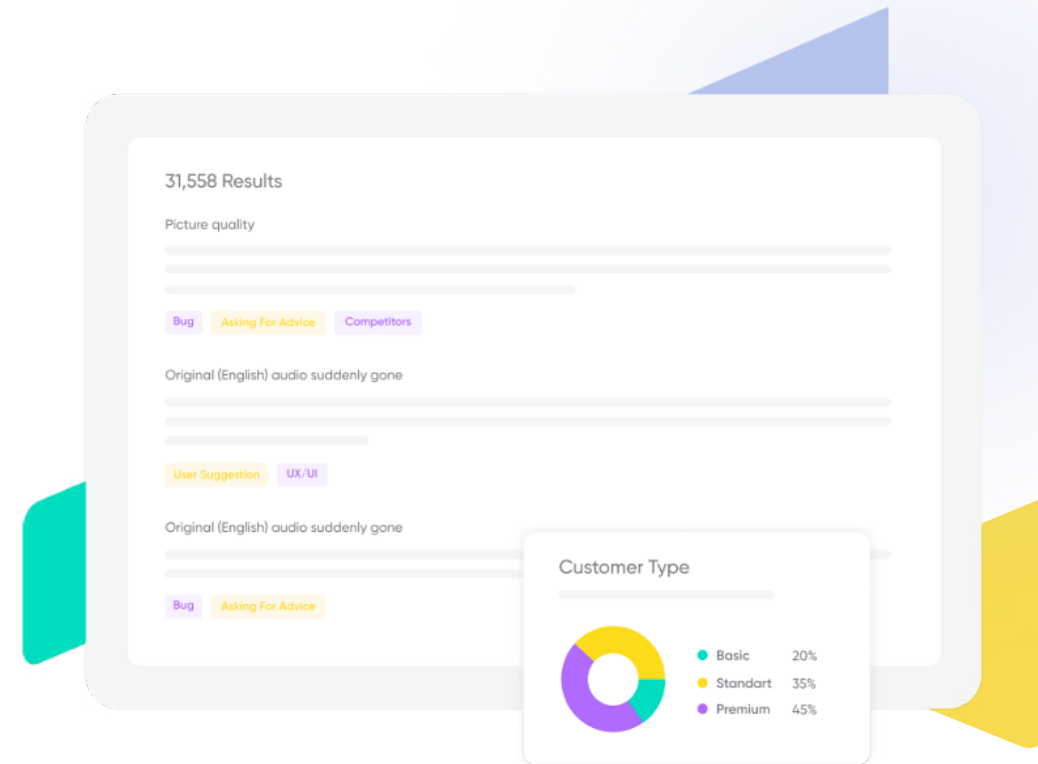 31,558 Results
Picture quality
Bug Asking For Advice Competitors
Original (English) audio suddenly gone
User Suggestion UX/UI
Original (English) audio suddenly gone
Bug Asking For Advice
Customer Type
Basic 20%
Standart 35%
Premium 45%